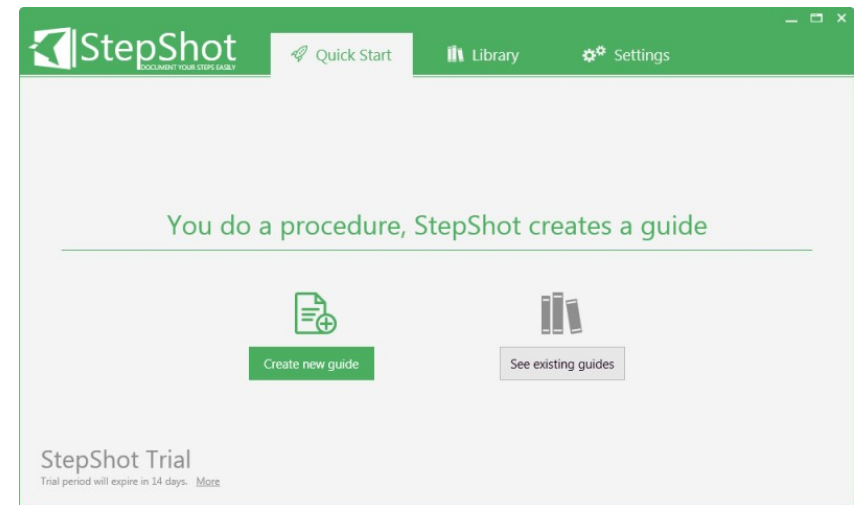 StepShot
DOCUMENT YOUR STEPS EASILY
Quick Start
Library
Settings
You do a procedure, StepShot creates a guide
Create new guide
See existing guides
StepShot Trial
Trial period will expire in 14 days. More